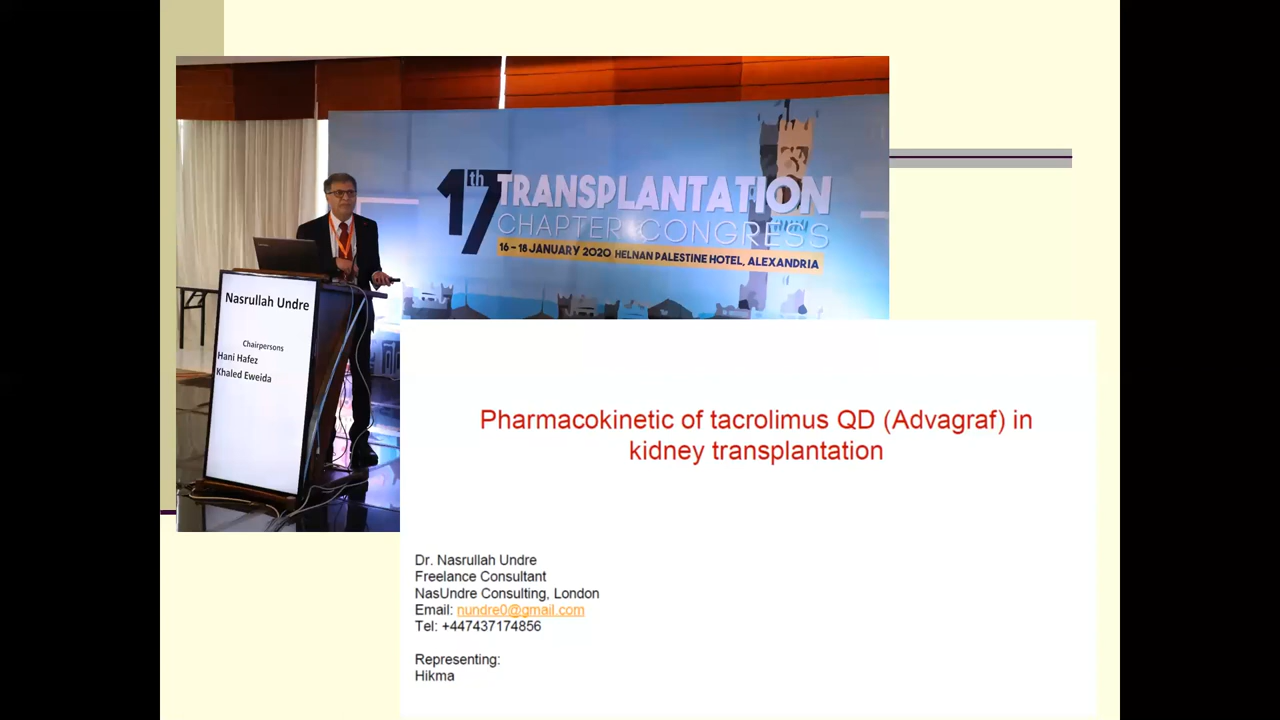 17th TRANSPLANTATION
CHAPTER CONGRESS
16 - 18 JANUARY 2020 HELNAN PALESTINE HOTEL, ALEXANDRIA
Nasrullah Undre
Chairpersons
Hani Hafez
Khaled Eweida
Pharmacokinetic of tacrolimus QD (Advagraf) in
kidney transplantation
Dr. Nasrullah Undre
Freelance Consultant
NasUndre Consulting, London
Email: nundre0@gmail.com
Tel: +447437174856
Representing:
Hikma